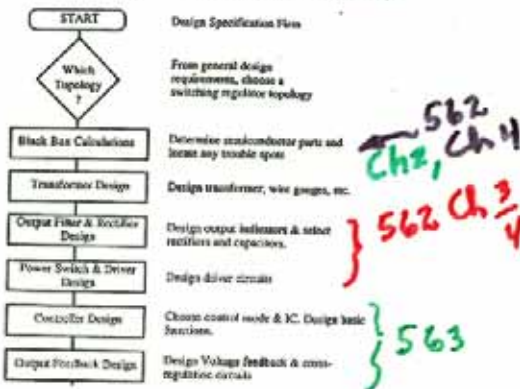 START
Design Specification Firm
Which
Topology
?
From general design
requirements, choose a
switching regulator topology
Black Box Calculations
Determine semiconductor parts and
locate any trouble spots
562
Ch2, Ch 4
Transformer Design
Design transformer, wire gauges, etc.
Output Filter & Rectifier
Design
Design output inductors & select
rectifiers and capacitors.
562 Ch 3/4
Power Switch & Driver
Design
Design driver circuits
Controller Design
Choose control mode & IC. Design basic
functions.
563
Output Feedback Design
Design Voltage feedback & cross-
regulation circuits